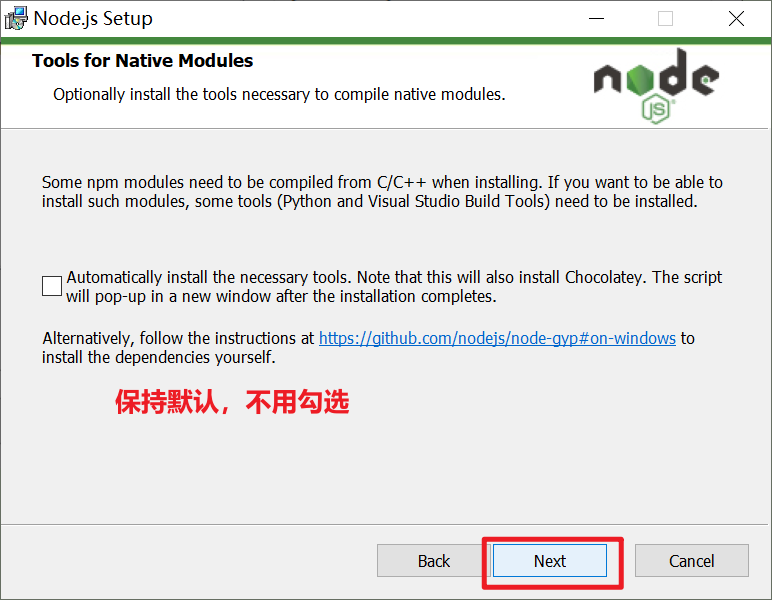 Node.js Setup
Tools for Native Modules
Optionally install the tools necessary to compile native modules.
node
JS
Some npm modules need to be compiled from C/C++ when installing. If you want to be able to
install such modules, some tools (Python and Visual Studio Build Tools) need to be installed.
Automatically install the necessary tools. Note that this will also install Chocolatey. The script
will pop-up in a new window after the installation completes.
Alternatively, follow the instructions at https://github.com/nodejs/node-gyp#on-windows to
install the dependencies yourself.
保持默认，不用勾选
Back Next Cancel